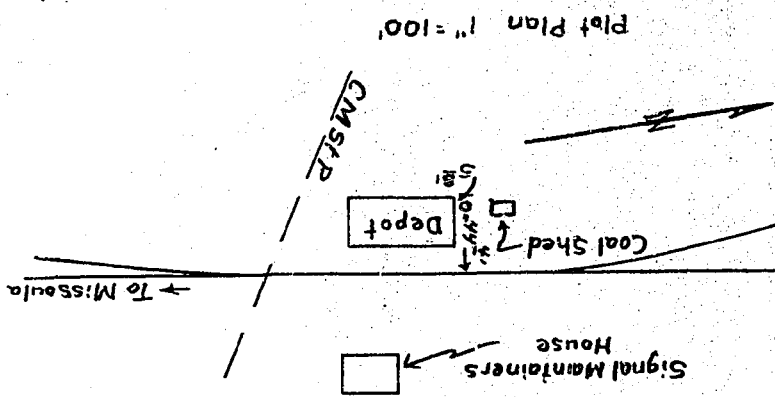 Signal Maintainers
House
To Missoula
Coal Shed
Depot
CMStP
Plot Plan 1"=100'